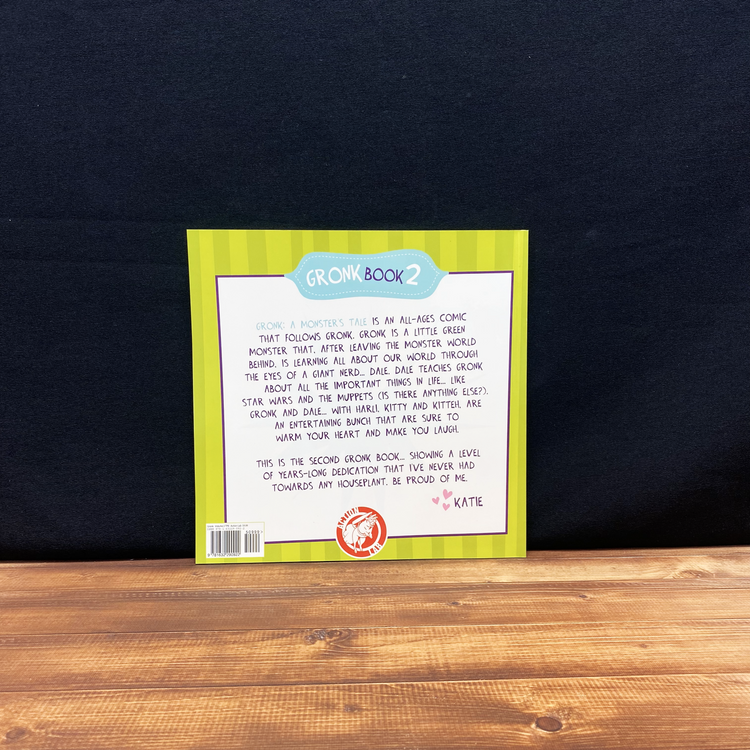 GRONK BOOK 2
GRONK: A MONSTER'S TALE IS AN ALL-AGES COMIC
THAT FOLLOWS GRONK. GRONK IS A LITTLE GREEN
MONSTER THAT, AFTER LEAVING THE MONSTER WORLD
BEHIND, IS LEARNING ALL ABOUT OUR WORLD THROUGH
THE EYES OF A GIANT NERD... DALE. DALE TEACHES GRONK
ABOUT ALL THE IMPORTANT THINGS IN LIFE... LIKE
STAR WARS AND THE MUPPETS (IS THERE ANYTHING ELSE?).
GRONK AND DALE... WITH HARLI, KITTY AND KITTEH, ARE
AN ENTERTAINING BUNCH THAT ARE SURE TO
WARM YOUR HEART AND MAKE YOU LAUGH.
THIS IS THE SECOND GRONK BOOK... SHOWING A LEVEL
OF YEARS-LONG DEDICATION THAT I'VE NEVER HAD
TOWARDS ANY HOUSEPLANT. BE PROUD OF ME.
KATIE
ACTION
LAB